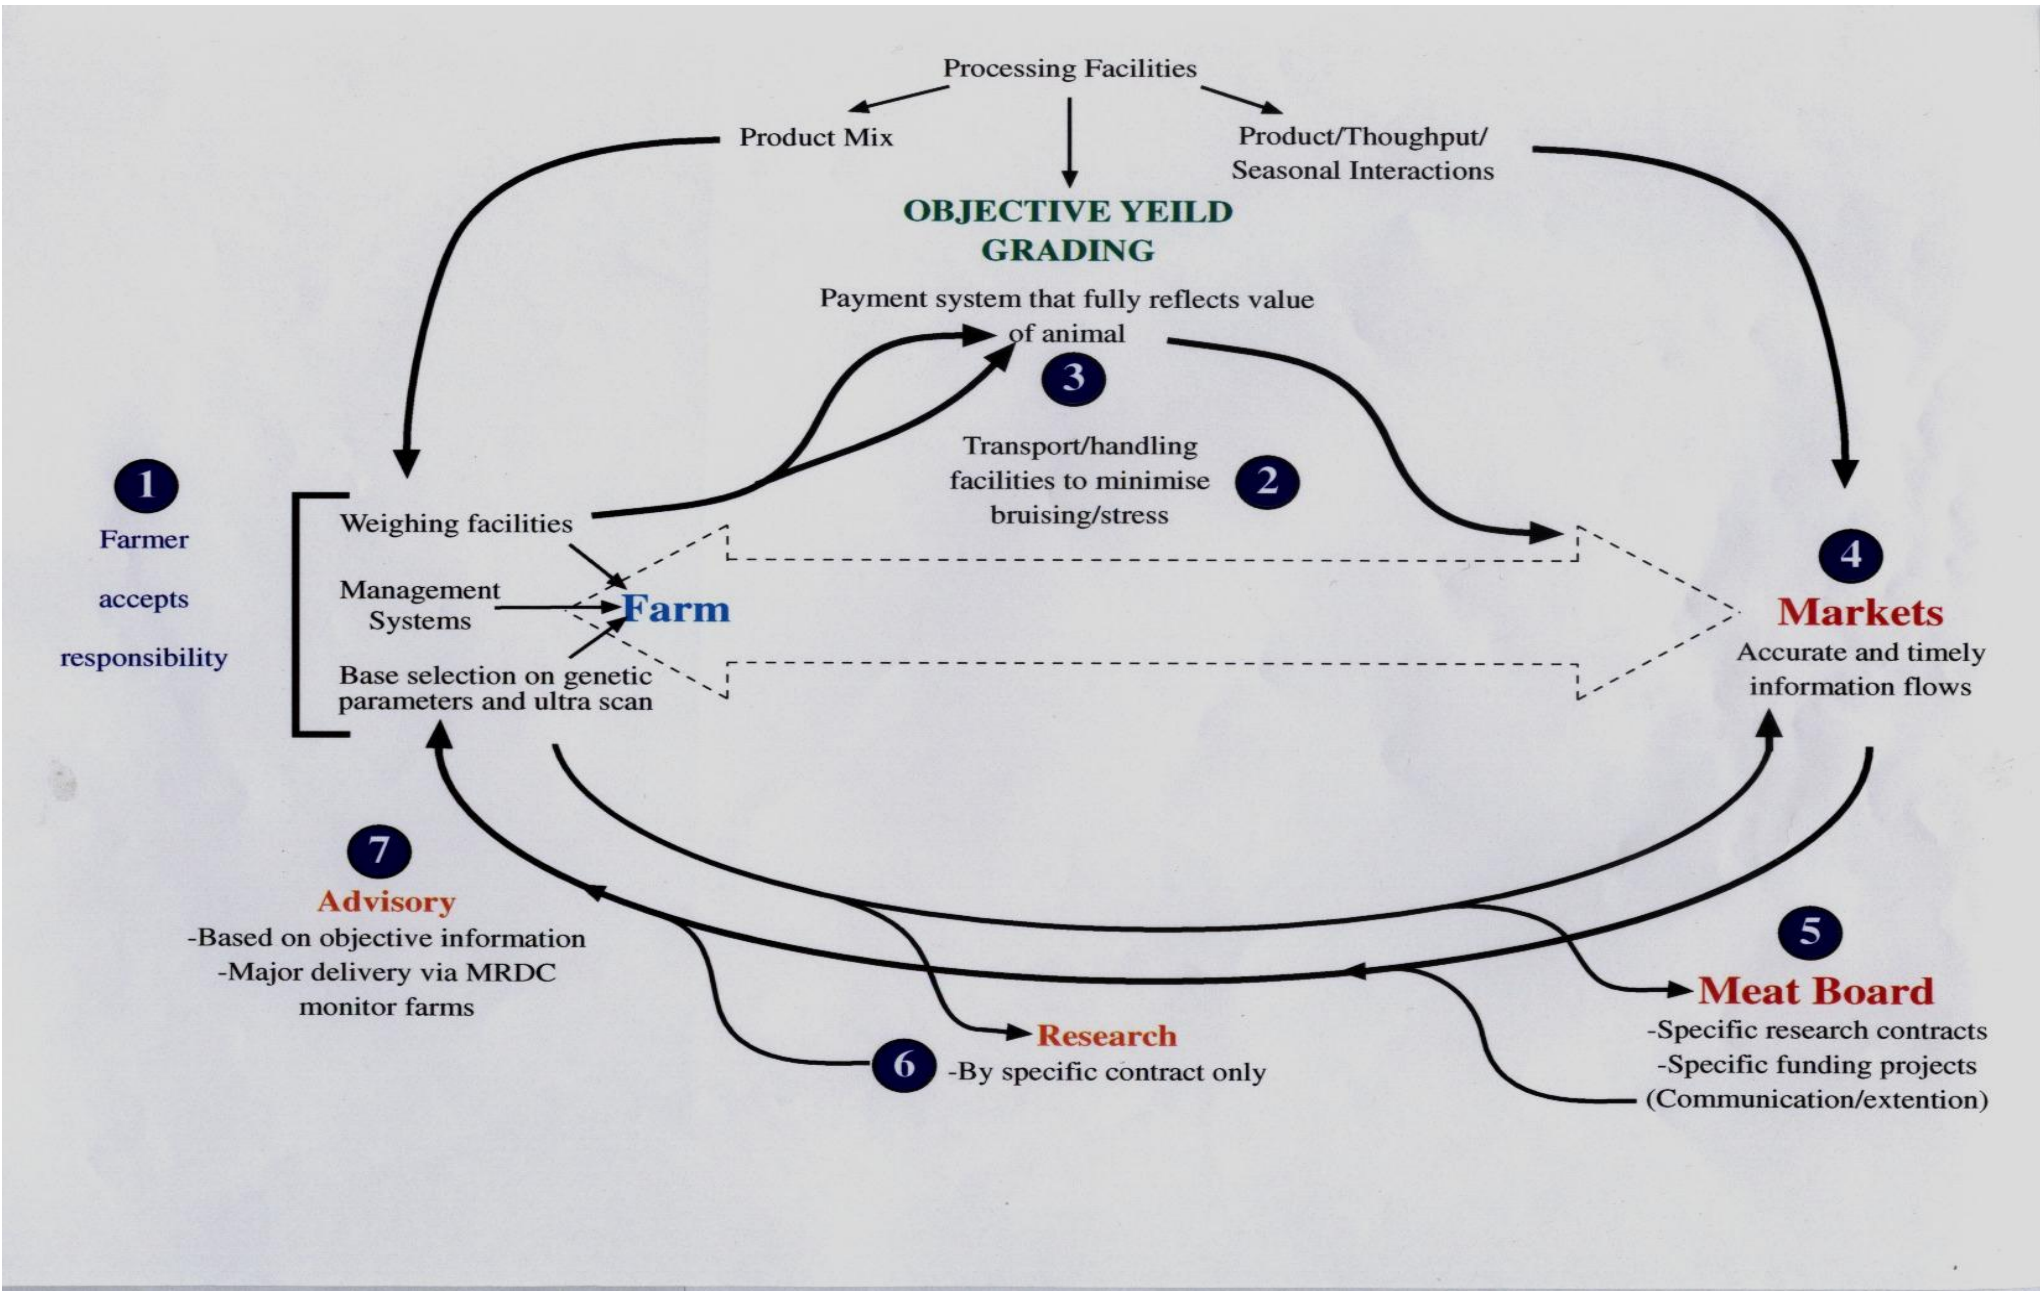 Processing Facilities
Product Mix
Product/Thoughput/
Seasonal Interactions
OBJECTIVE YEILD
GRADING
Payment system that fully reflects value
of animal
3
Transport/handling
facilities to minimise
bruising/stress
2
1
Farmer
accepts
responsibility
Weighing facilities
Management
Systems
Base selection on genetic
parameters and ultra scan
Farm
4
Markets
Accurate and timely
information flows
7
Advisory
-Based on objective information
-Major delivery via MRDC
monitor farms
6
Research
-By specific contract only
5
Meat Board
-Specific research contracts
-Specific funding projects
(Communication/extention)